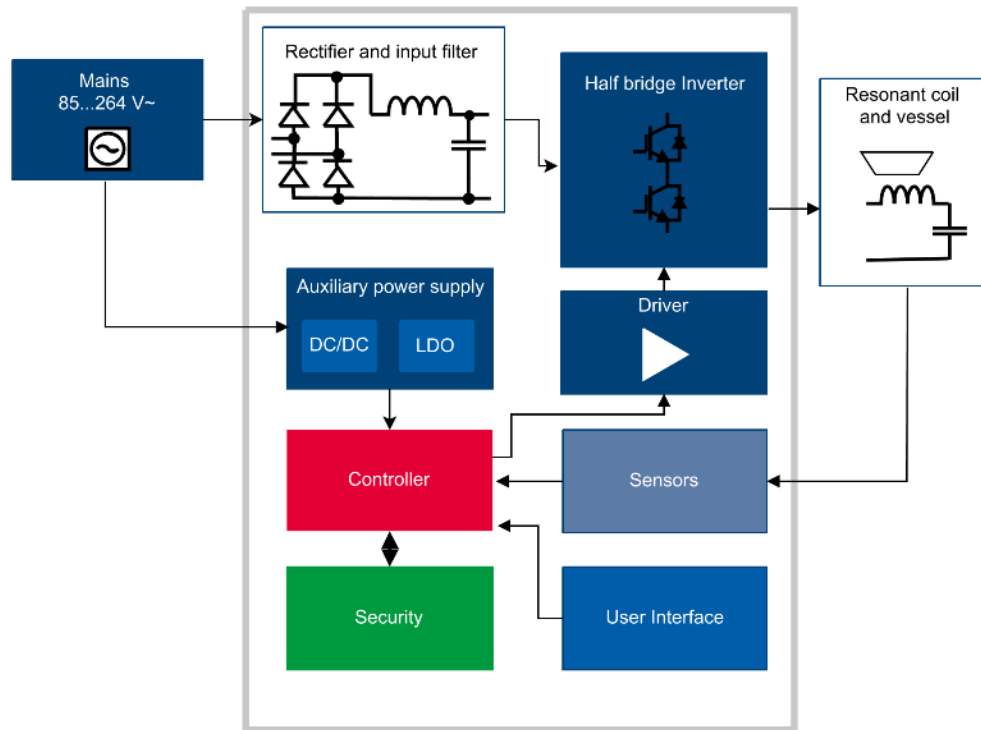 Mains
85...264 V~
Rectifier and input filter
Half bridge Inverter
Resonant coil
and vessel
Auxiliary power supply
DC/DC
LDO
Driver
Controller
Sensors
Security
User Interface